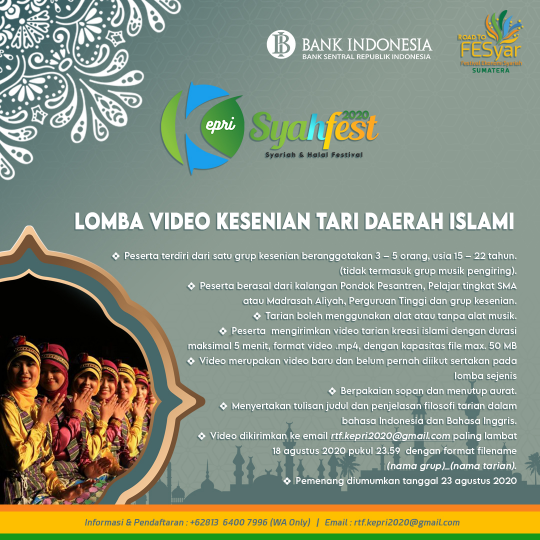 BANK INDONESIA
BANK SENTRAL REPUBLIK INDONESIA
ROAD TO
FESyar
Festival Ekonomi Syariah
SUMATERA
Kepri
Syahfest
2020
Syariah & Halal Festival
LOMBA VIDEO KESENIAN TARI DAERAH ISLAMI
❖ Peserta terdiri dari satu grup kesenian beranggotakan 3 – 5 orang, usia 15 – 22 tahun.
(tidak termasuk grup musik pengiring).
❖ Peserta berasal dari kalangan Pondok Pesantren, Pelajar tingkat SMA
atau Madrasah Aliyah, Perguruan Tinggi dan grup kesenian.
❖ Tarian boleh menggunakan alat atau tanpa alat musik.
❖ Peserta mengirimkan video tarian kreasi islami dengan durasi
maksimal 5 menit, format video .mp4, dengan kapasitas file max. 50 MB
❖ Video merupakan video baru dan belum pernah diikut sertakan pada
lomba sejenis
❖ Berpakaian sopan dan menutup aurat.
❖ Menyertakan tulisan judul dan penjelasan filosofi tarian dalam
bahasa Indonesia dan Bahasa Inggris.
❖ Video dikirimkan ke email rtf.kepri2020@gmail.com paling lambat
18 agustus 2020 pukul 23.59 dengan format filename
(nama grup)_(nama tarian).
❖ Pemenang diumumkan tanggal 23 agustus 2020
Informasi & Pendaftaran : +62813 6400 7996 (WA Only) | Email : rtf.kepri2020@gmail.com